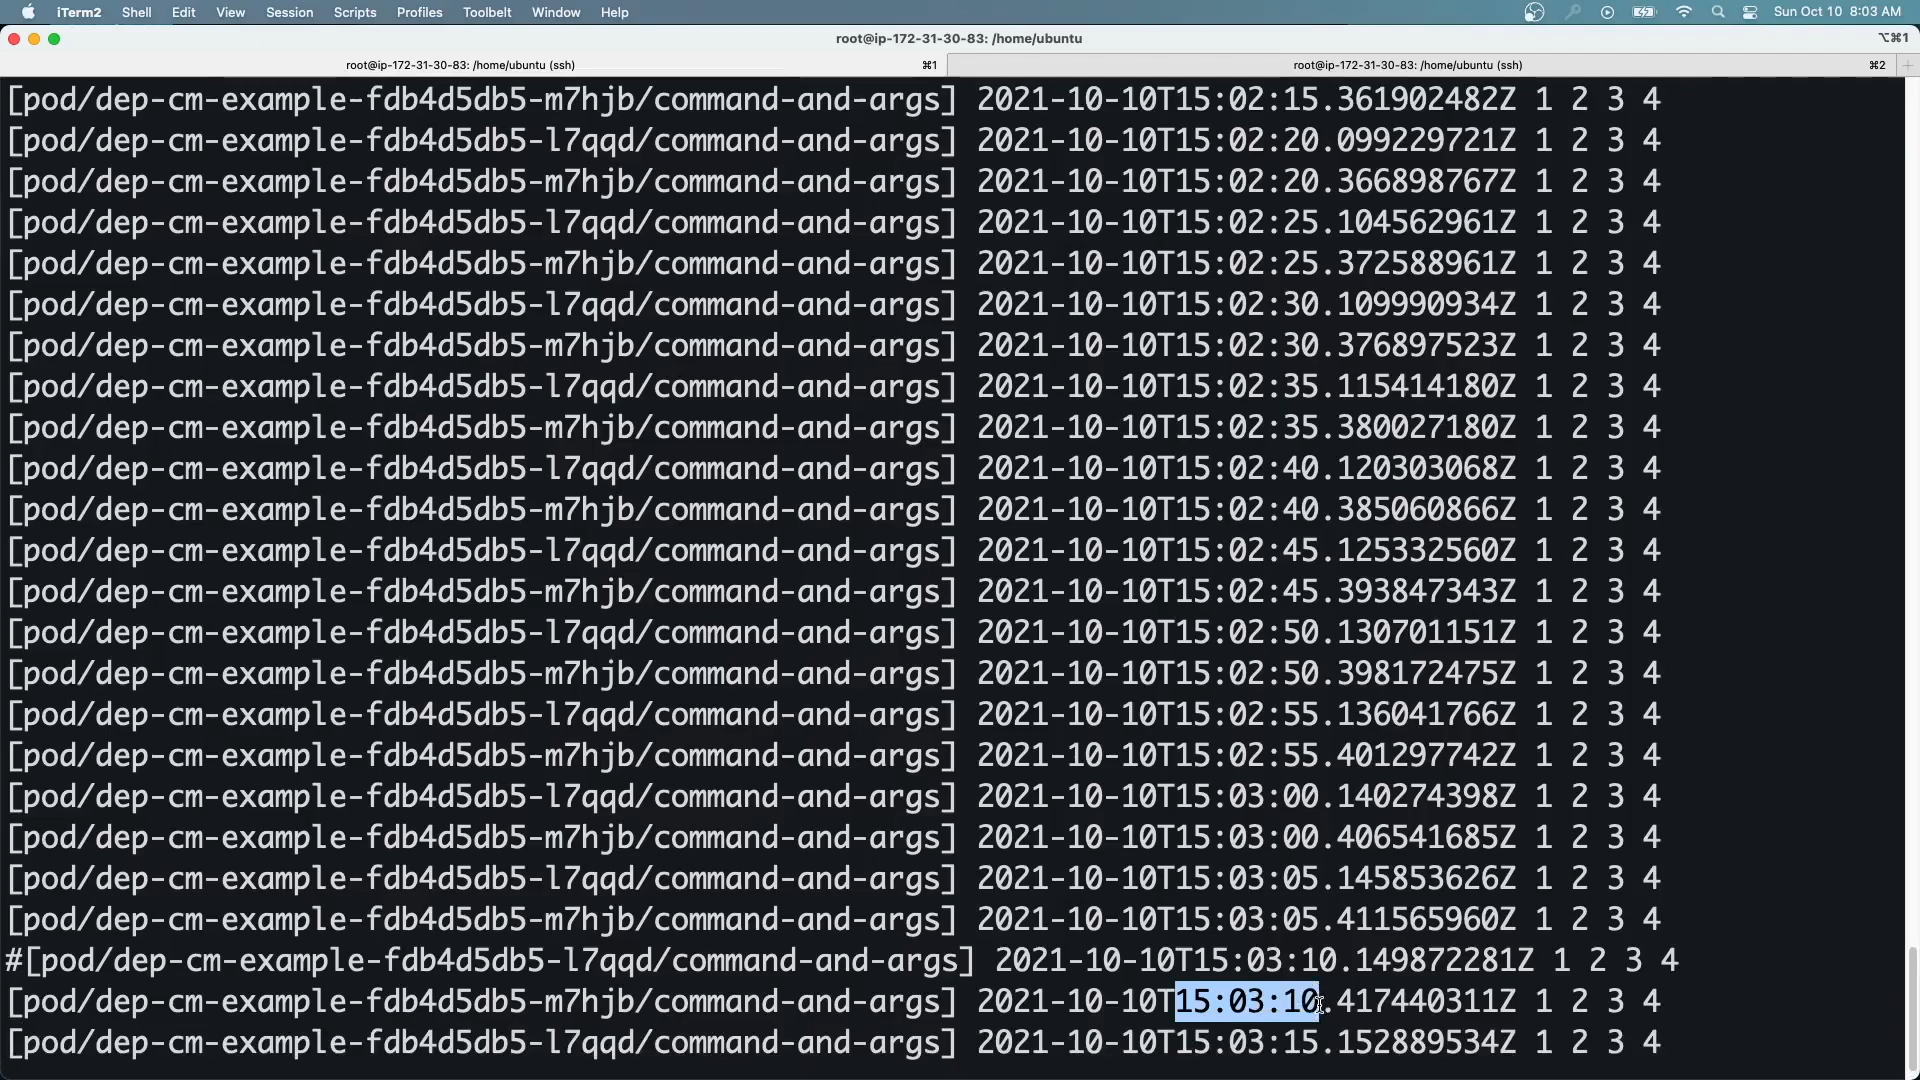 iTerm2 Shell Edit View Session Scripts Profiles Toolbelt Window Help Sun Oct 10 8:03 AM
root@ip-172-31-30-83: /home/ubuntu ⌥⌘1
root@ip-172-31-30-83: /home/ubuntu (ssh) ⌘1 root@ip-172-31-30-83: /home/ubuntu (ssh) ⌘2
[pod/dep-cm-example-fdb4d5db5-m7hjb/command-and-args] 2021-10-10T15:02:15.361902482Z 1 2 3 4
[pod/dep-cm-example-fdb4d5db5-l7qqd/command-and-args] 2021-10-10T15:02:20.099229721Z 1 2 3 4
[pod/dep-cm-example-fdb4d5db5-m7hjb/command-and-args] 2021-10-10T15:02:20.366898767Z 1 2 3 4
[pod/dep-cm-example-fdb4d5db5-l7qqd/command-and-args] 2021-10-10T15:02:25.104562961Z 1 2 3 4
[pod/dep-cm-example-fdb4d5db5-m7hjb/command-and-args] 2021-10-10T15:02:25.372588961Z 1 2 3 4
[pod/dep-cm-example-fdb4d5db5-l7qqd/command-and-args] 2021-10-10T15:02:30.109990934Z 1 2 3 4
[pod/dep-cm-example-fdb4d5db5-m7hjb/command-and-args] 2021-10-10T15:02:30.376897523Z 1 2 3 4
[pod/dep-cm-example-fdb4d5db5-l7qqd/command-and-args] 2021-10-10T15:02:35.115414180Z 1 2 3 4
[pod/dep-cm-example-fdb4d5db5-m7hjb/command-and-args] 2021-10-10T15:02:35.380027180Z 1 2 3 4
[pod/dep-cm-example-fdb4d5db5-l7qqd/command-and-args] 2021-10-10T15:02:40.120303068Z 1 2 3 4
[pod/dep-cm-example-fdb4d5db5-m7hjb/command-and-args] 2021-10-10T15:02:40.385060866Z 1 2 3 4
[pod/dep-cm-example-fdb4d5db5-l7qqd/command-and-args] 2021-10-10T15:02:45.125332560Z 1 2 3 4
[pod/dep-cm-example-fdb4d5db5-m7hjb/command-and-args] 2021-10-10T15:02:45.393847343Z 1 2 3 4
[pod/dep-cm-example-fdb4d5db5-l7qqd/command-and-args] 2021-10-10T15:02:50.130701151Z 1 2 3 4
[pod/dep-cm-example-fdb4d5db5-m7hjb/command-and-args] 2021-10-10T15:02:50.398172475Z 1 2 3 4
[pod/dep-cm-example-fdb4d5db5-l7qqd/command-and-args] 2021-10-10T15:02:55.136041766Z 1 2 3 4
[pod/dep-cm-example-fdb4d5db5-m7hjb/command-and-args] 2021-10-10T15:02:55.401297742Z 1 2 3 4
[pod/dep-cm-example-fdb4d5db5-l7qqd/command-and-args] 2021-10-10T15:03:00.140274398Z 1 2 3 4
[pod/dep-cm-example-fdb4d5db5-m7hjb/command-and-args] 2021-10-10T15:03:00.406541685Z 1 2 3 4
[pod/dep-cm-example-fdb4d5db5-l7qqd/command-and-args] 2021-10-10T15:03:05.145853626Z 1 2 3 4
[pod/dep-cm-example-fdb4d5db5-m7hjb/command-and-args] 2021-10-10T15:03:05.411565960Z 1 2 3 4
#[pod/dep-cm-example-fdb4d5db5-l7qqd/command-and-args] 2021-10-10T15:03:10.149872281Z 1 2 3 4
[pod/dep-cm-example-fdb4d5db5-m7hjb/command-and-args] 2021-10-10T15:03:10.417440311Z 1 2 3 4
[pod/dep-cm-example-fdb4d5db5-l7qqd/command-and-args] 2021-10-10T15:03:15.152889534Z 1 2 3 4